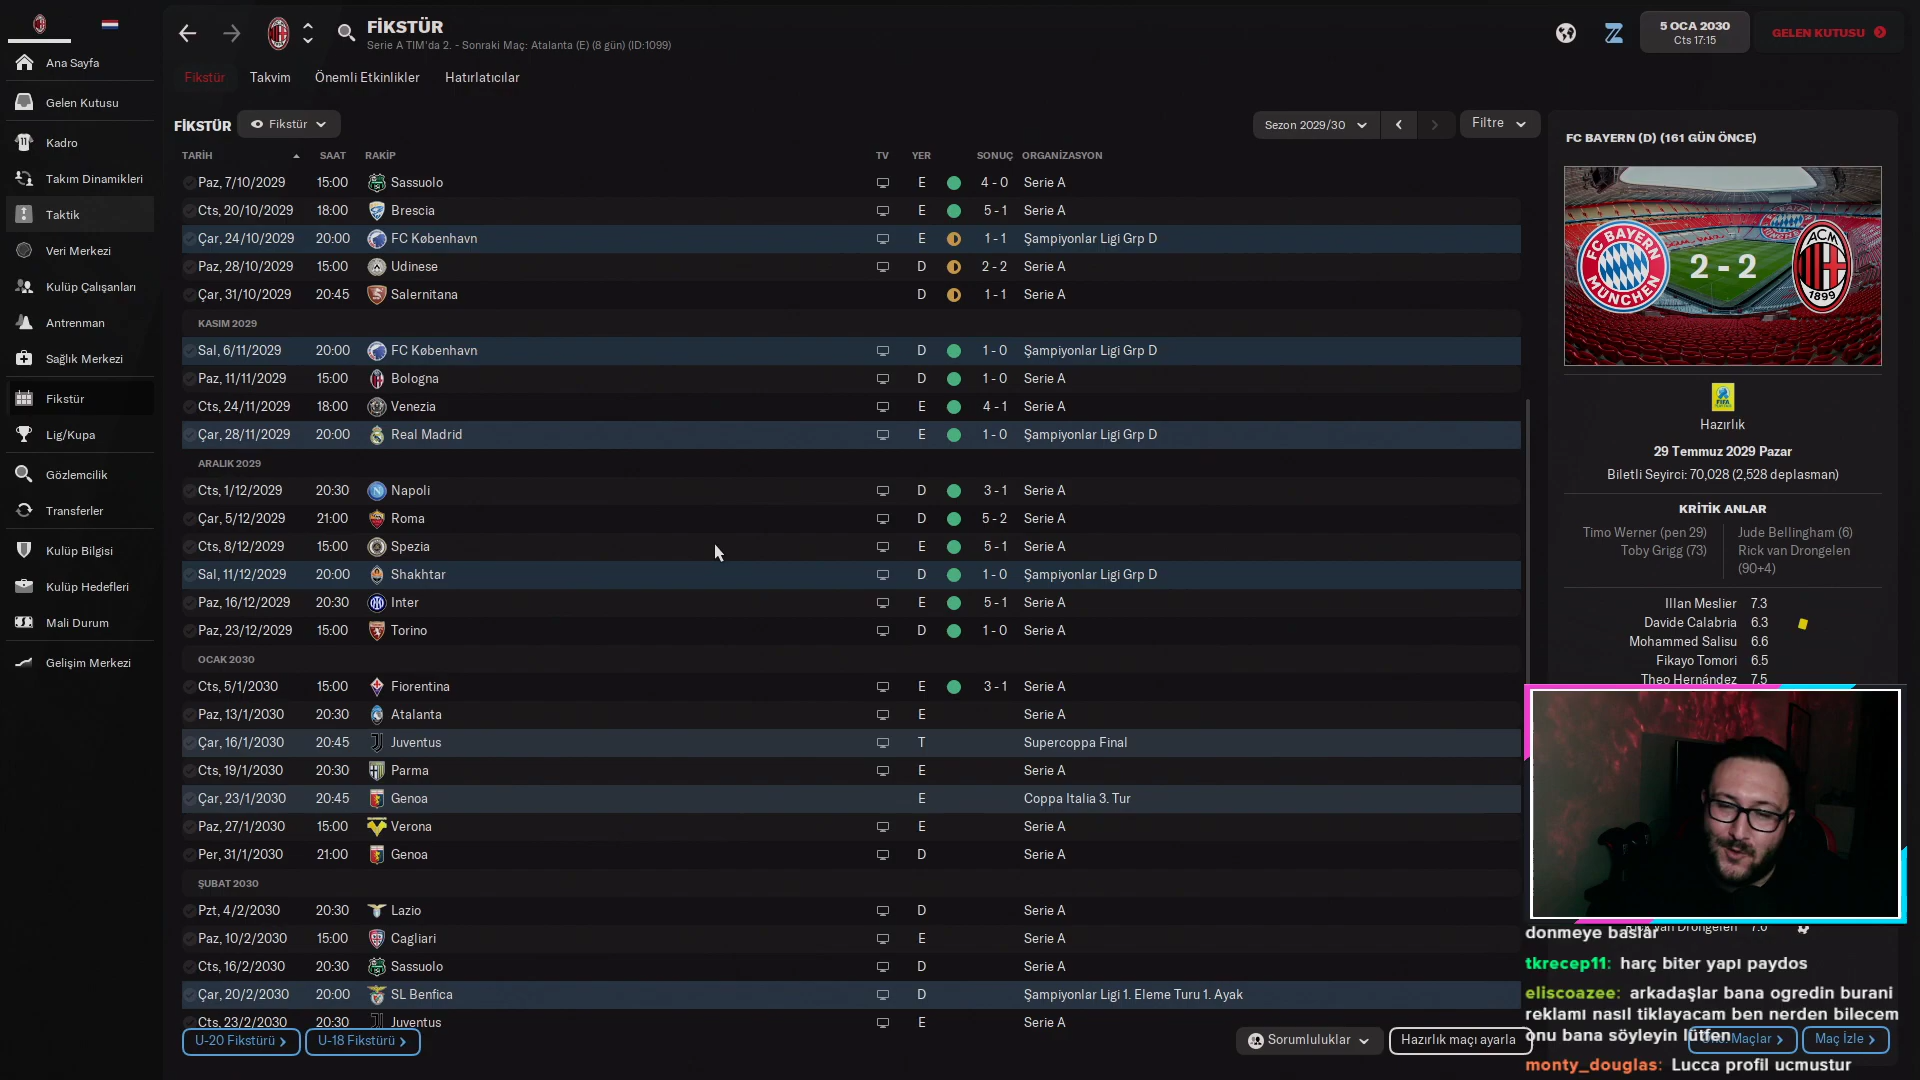 FİKSTÜR
Serie A TIM'da 2. - Sonraki Maç: Atalanta (E) (8 gün) (ID:1099)
5 OCA 2030
Cts 17:15
GELEN KUTUSU
Ana Sayfa
Gelen Kutusu
Kadro
Takım Dinamikleri
Taktik
Veri Merkezi
Kulüp Çalışanları
Antrenman
Sağlık Merkezi
Fikstür
Lig/Kupa
Gözlemcilik
Transferler
Kulüp Bilgisi
Kulüp Hedefleri
Mali Durum
Gelişim Merkezi
Fikstür Takvim Önemli Etkinlikler Hatırlatıcılar
FİKSTÜR Fikstür Sezon 2029/30 Filtre
TARİH SAAT RAKİP TV YER SONUÇ ORGANİZASYON
Paz, 7/10/2029 15:00 Sassuolo E 4 - 0 Serie A
Cts, 20/10/2029 18:00 Brescia E 5 - 1 Serie A
Çar, 24/10/2029 20:00 FC København E 1 - 1 Şampiyonlar Ligi Grp D
Paz, 28/10/2029 15:00 Udinese D 2 - 2 Serie A
Çar, 31/10/2029 20:45 Salernitana D 1 - 1 Serie A
KASIM 2029
Sal, 6/11/2029 20:00 FC København D 1 - 0 Şampiyonlar Ligi Grp D
Paz, 11/11/2029 15:00 Bologna D 1 - 0 Serie A
Cts, 24/11/2029 18:00 Venezia E 4 - 1 Serie A
Çar, 28/11/2029 20:00 Real Madrid E 1 - 0 Şampiyonlar Ligi Grp D
ARALIK 2029
Cts, 1/12/2029 20:30 Napoli D 3 - 1 Serie A
Çar, 5/12/2029 21:00 Roma D 5 - 2 Serie A
Cts, 8/12/2029 15:00 Spezia E 5 - 1 Serie A
Sal, 11/12/2029 20:00 Shakhtar D 1 - 0 Şampiyonlar Ligi Grp D
Paz, 16/12/2029 20:30 Inter E 5 - 1 Serie A
Paz, 23/12/2029 15:00 Torino D 1 - 0 Serie A
OCAK 2030
Cts, 5/1/2030 15:00 Fiorentina E 3 - 1 Serie A
Paz, 13/1/2030 20:30 Atalanta E Serie A
Çar, 16/1/2030 20:45 Juventus T Supercoppa Final
Cts, 19/1/2030 20:30 Parma E Serie A
Çar, 23/1/2030 20:45 Genoa E Coppa Italia 3. Tur
Paz, 27/1/2030 15:00 Verona E Serie A
Per, 31/1/2030 21:00 Genoa D Serie A
ŞUBAT 2030
Pzt, 4/2/2030 20:30 Lazio D Serie A
Paz, 10/2/2030 15:00 Cagliari E Serie A
Cts, 16/2/2030 20:30 Sassuolo D Serie A
Çar, 20/2/2030 20:00 SL Benfica D Şampiyonlar Ligi 1. Eleme Turu 1. Ayak
Cts, 23/2/2030 20:30 Juventus E Serie A
U-20 Fikstürü U-18 Fikstürü Sorumluluklar Hazırlık maçı ayarla
FC BAYERN (D) (161 GÜN ÖNCE)
FC BAYERN
MÜNCHEN
2 - 2
ACM
1899
Hazırlık
29 Temmuz 2029 Pazar
Biletli Seyirci: 70,028 (2,528 deplasman)
KRİTİK ANLAR
Timo Werner (pen 29) Jude Bellingham (6)
Toby Grigg (73) Rick van Drongelen
(90+4)
Illan Meslier 7.3
Davide Calabria 6.3
Mohammed Salisu 6.6
Fikayo Tomori 6.5
Theo Hernández 7.5
donmeye baslar
tkrecep11: harç biter yapı paydos
eliscoazee: arkadaşlar bana ogredin burani
reklamı nasıl tiklayacam ben nerden bilecem
onu bana söyleyin lütfen
Maçlar Maç İzle
monty_douglas: Lucca profil ucmustur